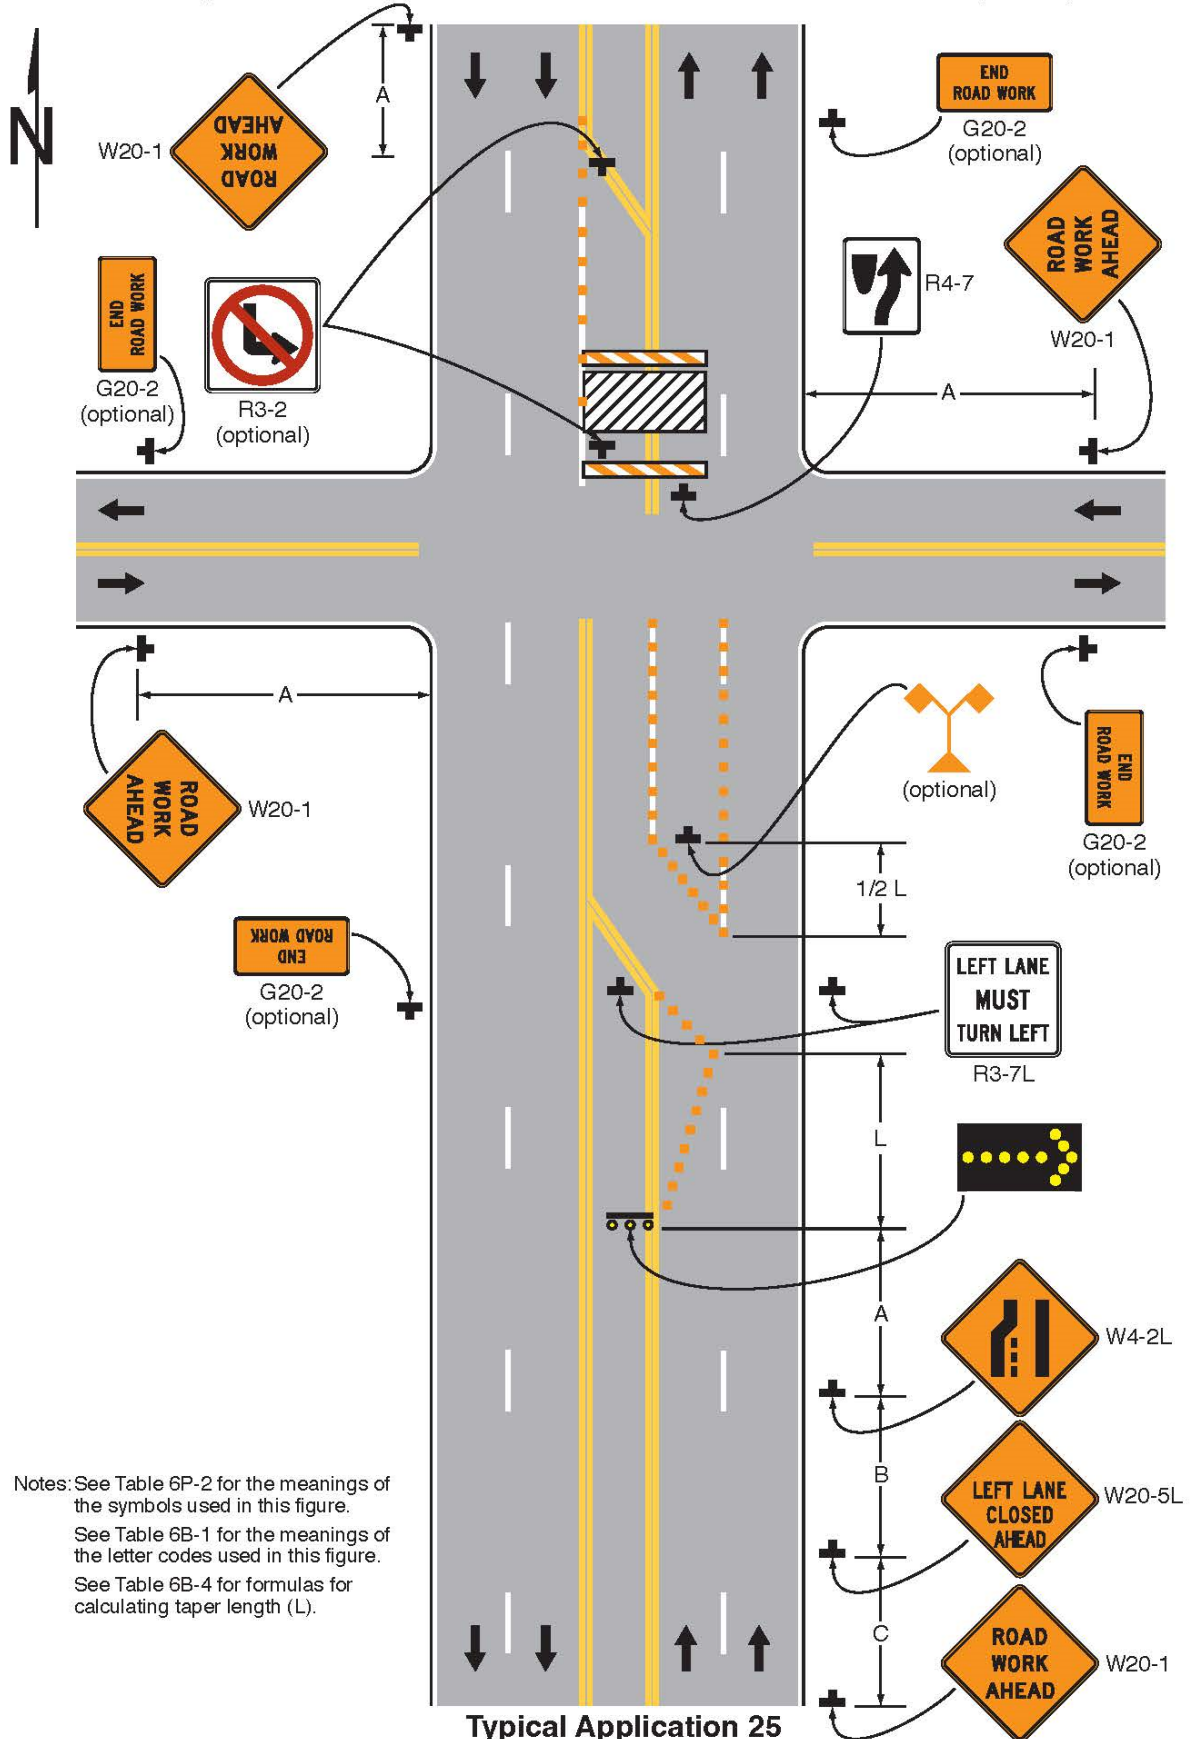 N
A
ROAD
WORK
AHEAD
W20-1
END
ROAD WORK
G20-2
(optional)
END
ROAD WORK
G20-2
(optional)
R3-2
(optional)
R4-7
ROAD
WORK
AHEAD
W20-1
A
A
ROAD
WORK
AHEAD
W20-1
(optional)
END
ROAD WORK
G20-2
(optional)
1/2 L
END
ROAD WORK
G20-2
(optional)
LEFT LANE
MUST
TURN LEFT
R3-7L
L
A
W4-2L
B
LEFT LANE
CLOSED
AHEAD
W20-5L
C
ROAD
WORK
AHEAD
W20-1
Notes: See Table 6P-2 for the meanings of
the symbols used in this figure.
See Table 6B-1 for the meanings of
the letter codes used in this figure.
See Table 6B-4 for formulas for
calculating taper length (L).
Typical Application 25